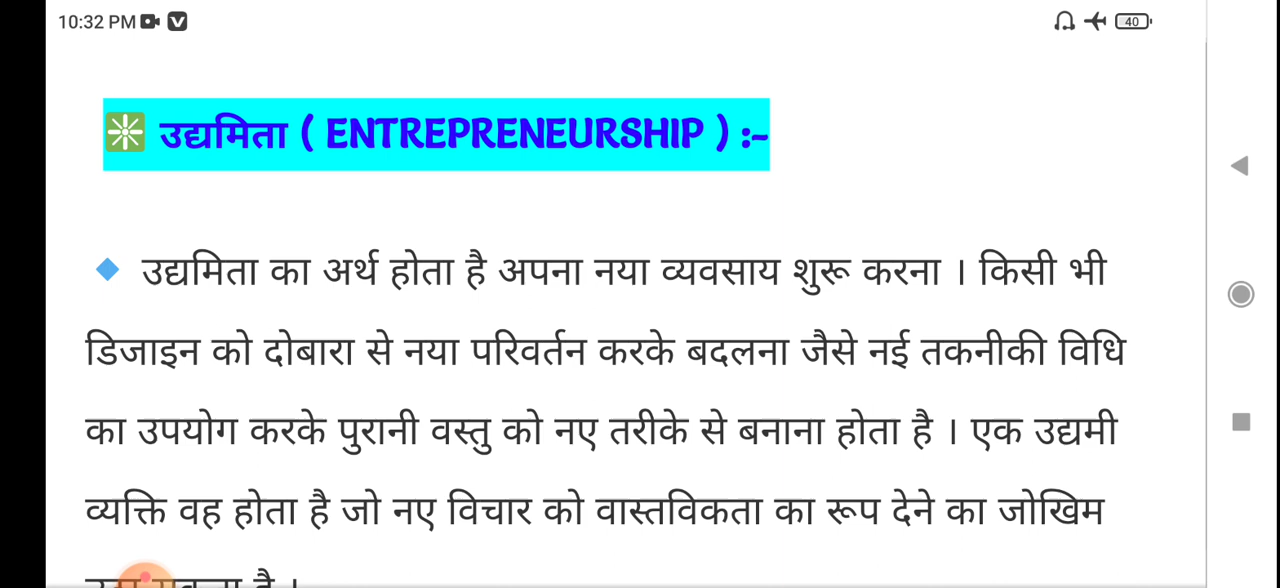 10:32 PM
40
उद्यमिता ( ENTREPRENEURSHIP ) :-
उद्यमिता का अर्थ होता है अपना नया व्यवसाय शुरू करना । किसी भी
डिजाइन को दोबारा से नया परिवर्तन करके बदलना जैसे नई तकनीकी विधि
का उपयोग करके पुरानी वस्तु को नए तरीके से बनाना होता है । एक उद्यमी
व्यक्ति वह होता है जो नए विचार को वास्तविकता का रूप देने का जोखिम
है ।